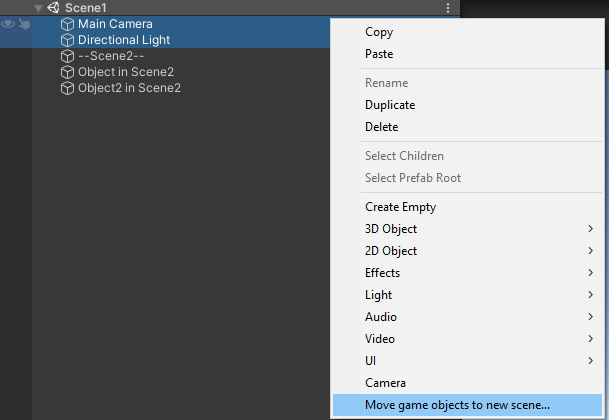 Scene1
Main Camera
Directional Light
--Scene2--
Object in Scene2
Object2 in Scene2
Copy
Paste
Rename
Duplicate
Delete
Select Children
Select Prefab Root
Create Empty
3D Object
2D Object
Effects
Light
Audio
Video
UI
Camera
Move game objects to new scene...